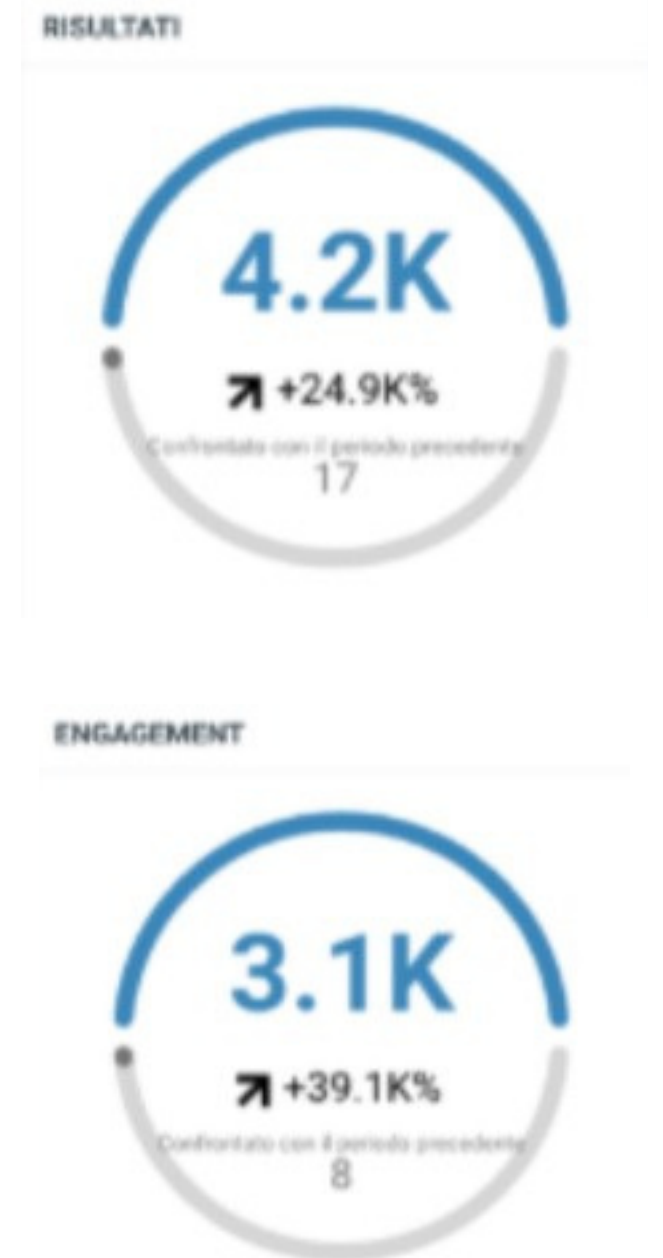 RISULTATI
4.2K
+24.9K%
Confrontato con il periodo precedente
17
ENGAGEMENT
3.1K
+39.1K%
Confrontato con il periodo precedente
8